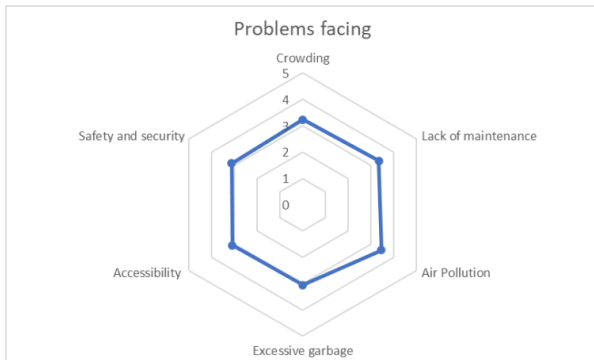 Problems facing
Crowding
5
4
3
2
1
0
Safety and security
Lack of maintenance
Accessibility
Air Pollution
Excessive garbage